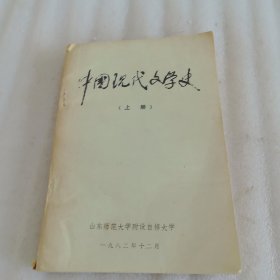 中国现代文学史
（上册）
山东师范大学附设自修大学
一九八三年十二月